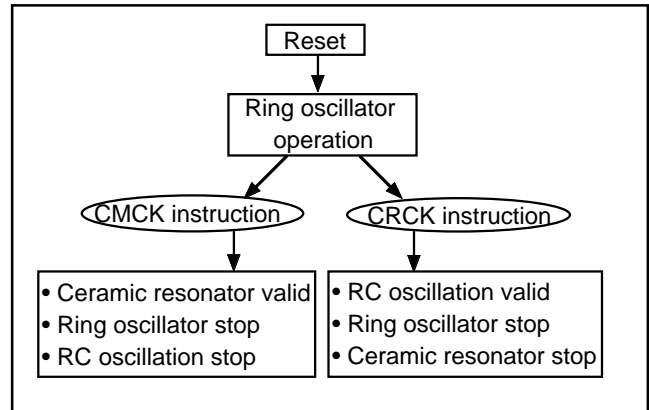 Reset
Ring oscillator
operation
CMCK instruction
CRCK instruction
• Ceramic resonator valid
• Ring oscillator stop
• RC oscillation stop
• RC oscillation valid
• Ring oscillator stop
• Ceramic resonator stop